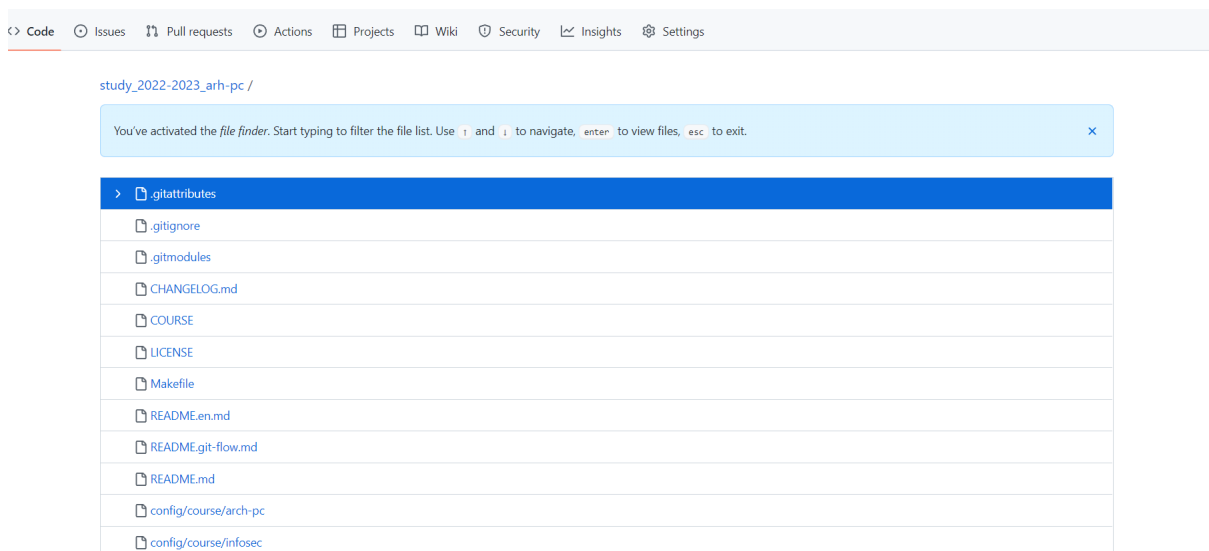 Code Issues Pull requests Actions Projects Wiki Security Insights Settings
study_2022-2023_arh-pc /
You've activated the file finder. Start typing to filter the file list. Use ↑ and ↓ to navigate, enter to view files, esc to exit.
.gitattributes
.gitignore
.gitmodules
CHANGELOG.md
COURSE
LICENSE
Makefile
README.en.md
README.git-flow.md
README.md
config/course/arch-pc
config/course/infosec